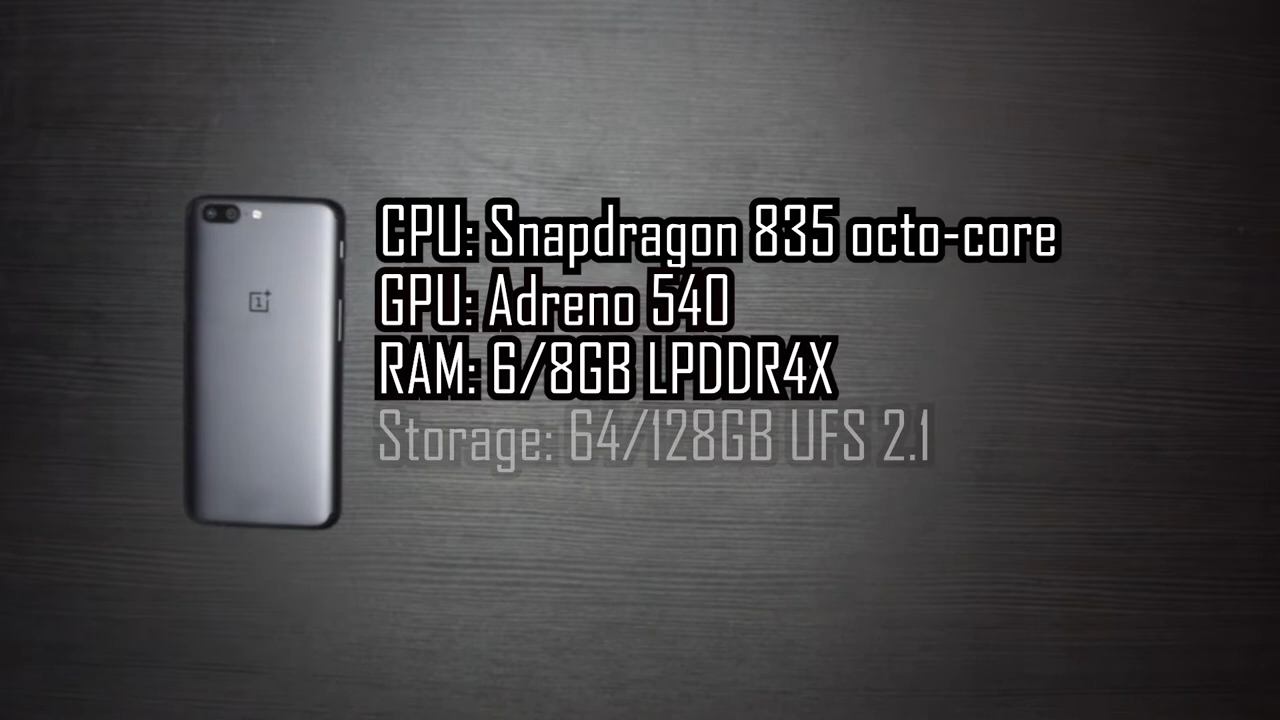 CPU: Snapdragon 835 octo-core
GPU: Adreno 540
RAM: 6/8GB LPDDR4X
Storage: 64/128GB UFS 2.1